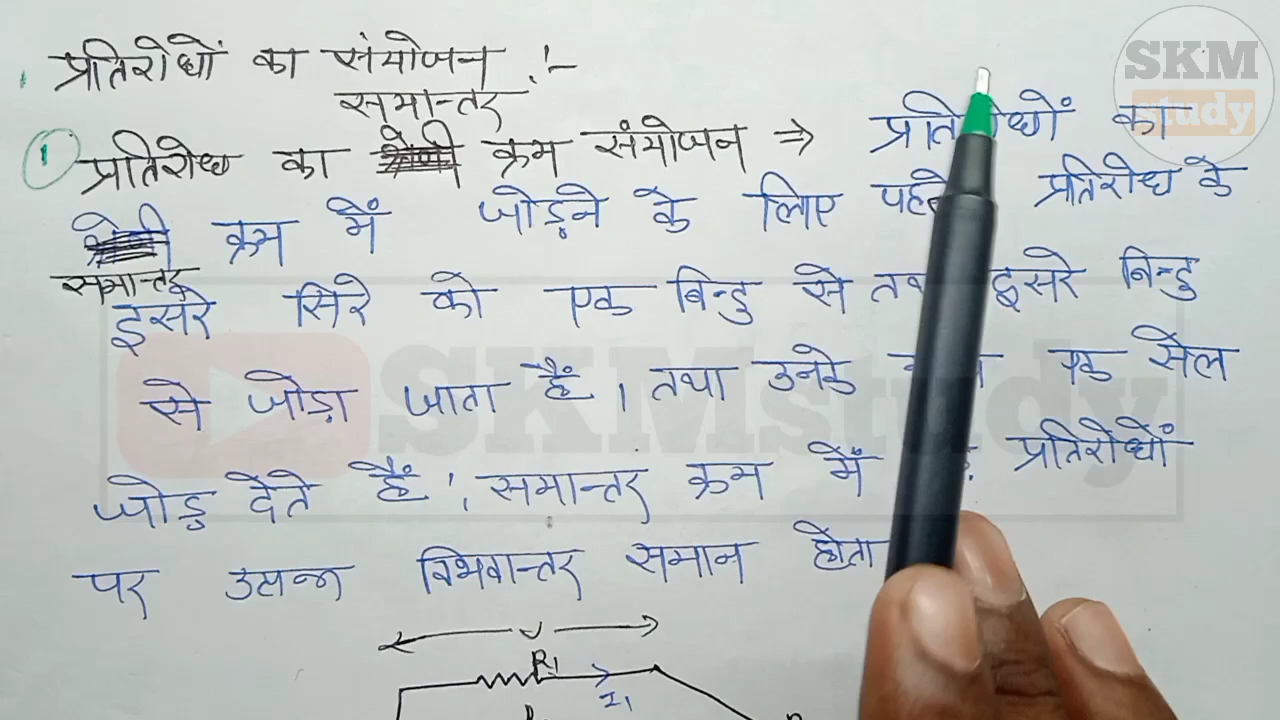 प्रतिरोधों का संयोजन :-
समान्तर
1 प्रतिरोध का क्रम संयोजन ⇒ प्रतिरोधों का
क्रम में जोड़ने के लिए पहले प्रतिरोध के
समान्तर
दुसरे सिरे को एक बिन्दु से तथा दुसरे बिन्दु
से जोड़ा जाता हैं । तथा उनके एक सेल
जोड़ देते हैं । समान्तर क्रम में प्रतिरोधों
पर उत्पन्न विभवान्तर समान होता
V
R1
I1
SKM
study
SKMstudy